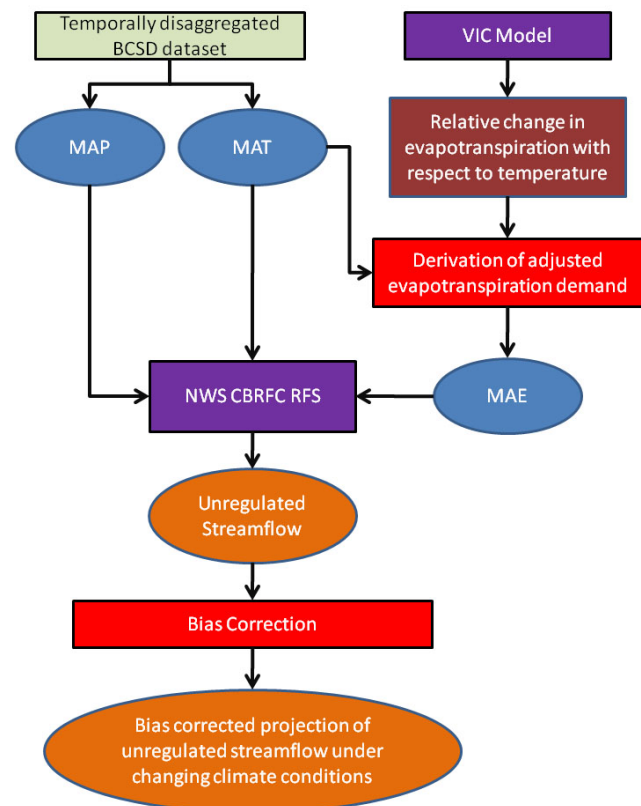 Temporally disaggregated
BCSD dataset
VIC Model
MAP
MAT
Relative change in
evapotranspiration with
respect to temperature
Derivation of adjusted
evapotranspiration demand
NWS CBRFC RFS
MAE
Unregulated
Streamflow
Bias Correction
Bias corrected projection of
unregulated streamflow under
changing climate conditions